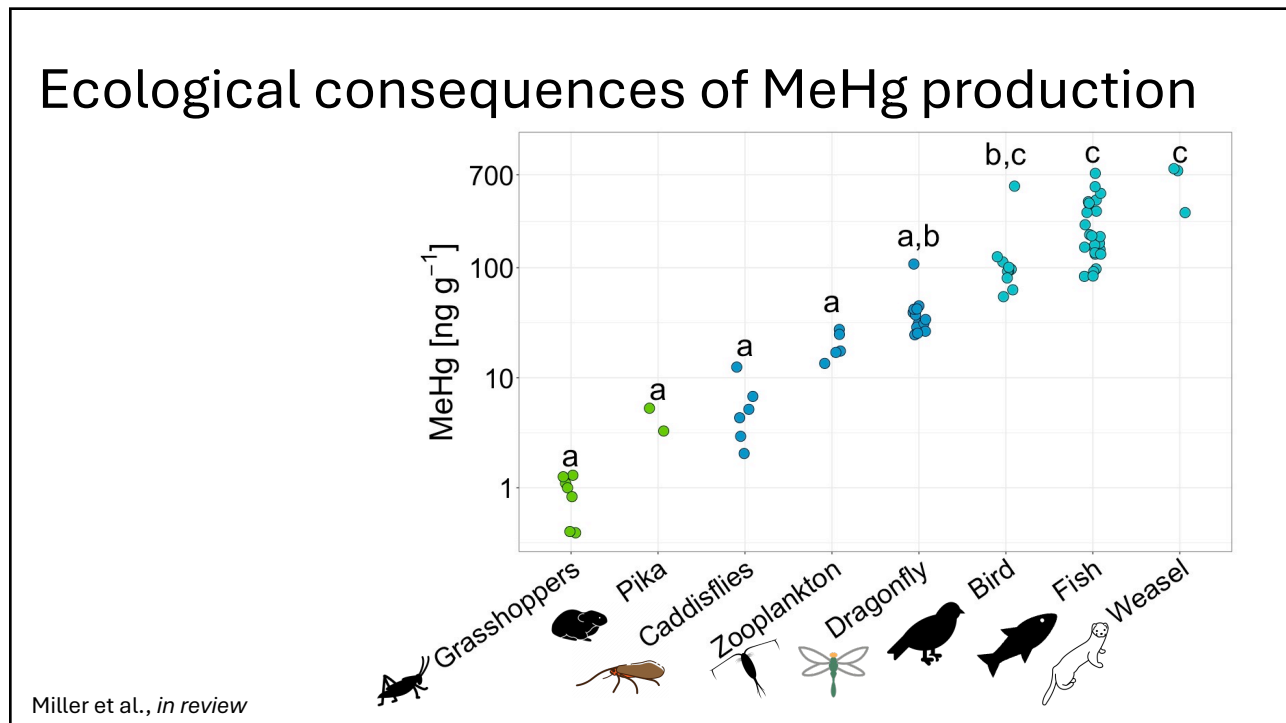 Ecological consequences of MeHg production
MeHg [ng g⁻¹]
700
100
10
1
a
a
a
a
a,b
b,c
c
c
Grasshoppers
Pika
Caddisflies
Zooplankton
Dragonfly
Bird
Fish
Weasel
Miller et al., in review